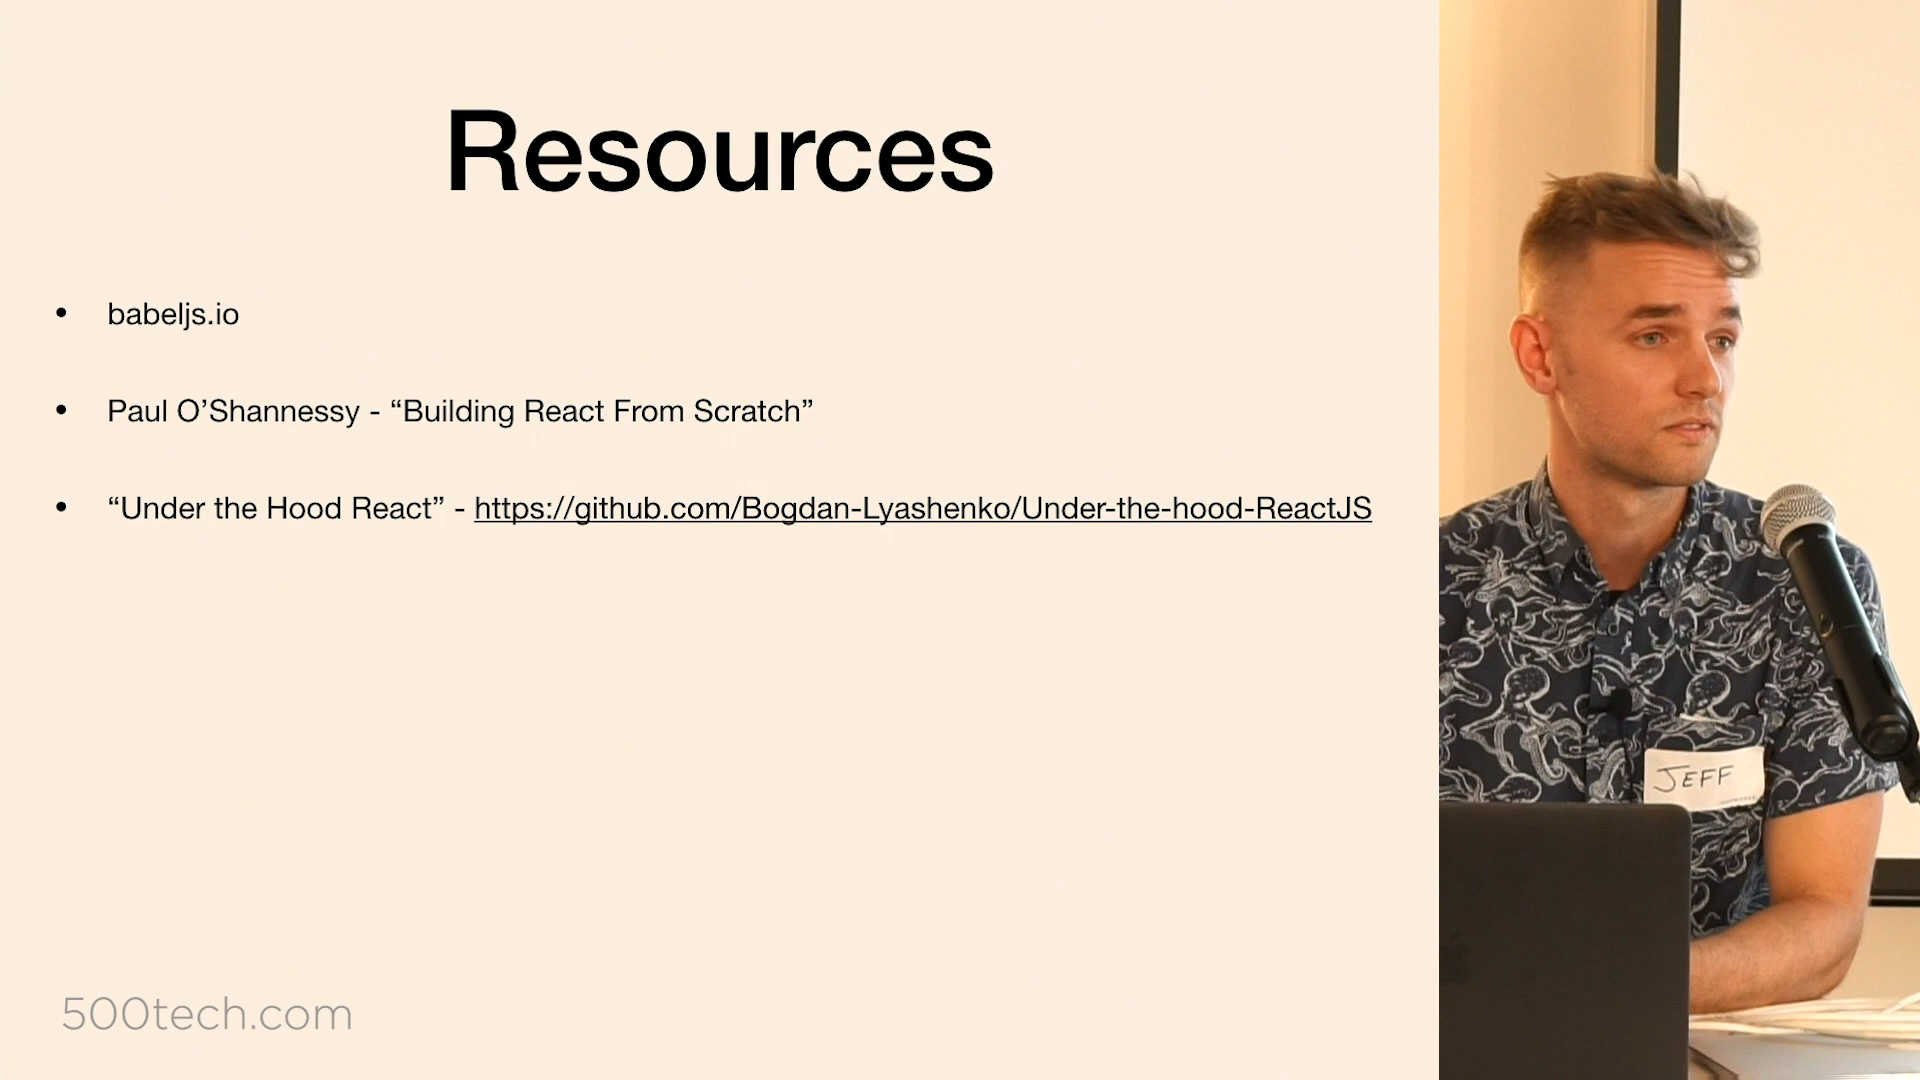 Resources
• babeljs.io
• Paul O’Shannessy - “Building React From Scratch”
• “Under the Hood React” - https://github.com/Bogdan-Lyashenko/Under-the-hood-ReactJS
500tech.com
JEFF